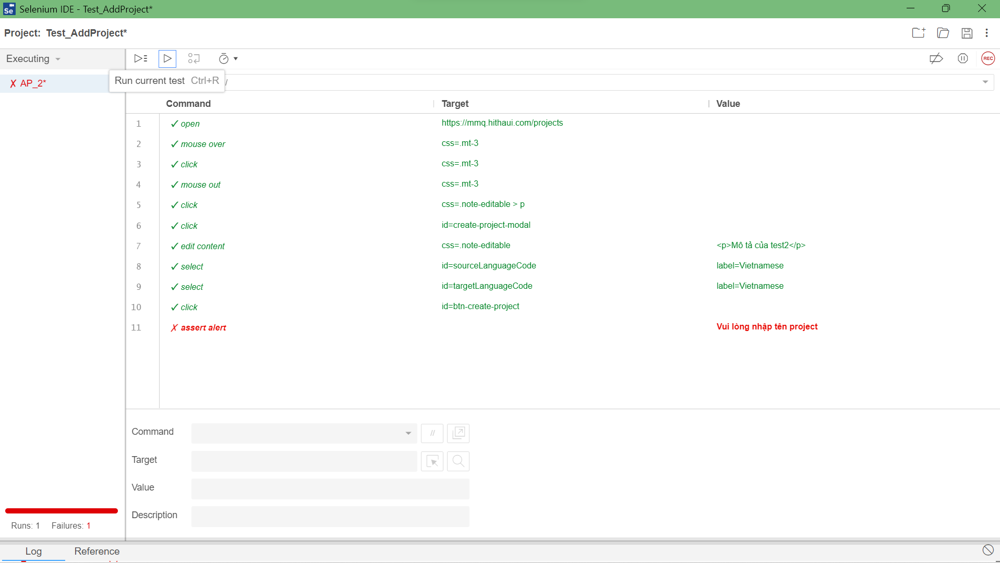 Selenium IDE - Test_AddProject*
Project: Test_AddProject*
Executing
REC
AP_2*
Run current test Ctrl+R
/
Command Target Value
1 ✓ open https://mmq.hithaui.com/projects
2 ✓ mouse over css=.mt-3
3 ✓ click css=.mt-3
4 ✓ mouse out css=.mt-3
5 ✓ click css=.note-editable > p
6 ✓ click id=create-project-modal
7 ✓ edit content css=.note-editable <p>Mô tả của test2</p>
8 ✓ select id=sourceLanguageCode label=Vietnamese
9 ✓ select id=targetLanguageCode label=Vietnamese
10 ✓ click id=btn-create-project
11 ✗ assert alert Vui lòng nhập tên project
Command //
Target
Value
Description
Runs: 1 Failures: 1
Log Reference